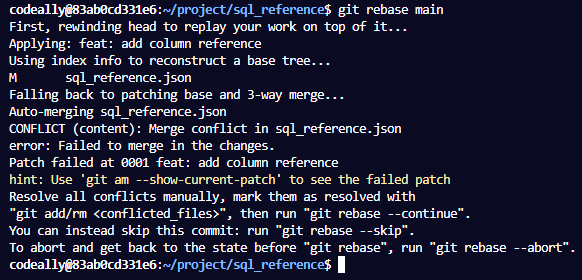 codeally@83ab0cd331e6:~/project/sql_reference$ git rebase main
First, rewinding head to replay your work on top of it...
Applying: feat: add column reference
Using index info to reconstruct a base tree...
M       sql_reference.json
Falling back to patching base and 3-way merge...
Auto-merging sql_reference.json
CONFLICT (content): Merge conflict in sql_reference.json
error: Failed to merge in the changes.
Patch failed at 0001 feat: add column reference
hint: Use 'git am --show-current-patch' to see the failed patch
Resolve all conflicts manually, mark them as resolved with
"git add/rm <conflicted_files>", then run "git rebase --continue".
You can instead skip this commit: run "git rebase --skip".
To abort and get back to the state before "git rebase", run "git rebase --abort".
codeally@83ab0cd331e6:~/project/sql_reference$